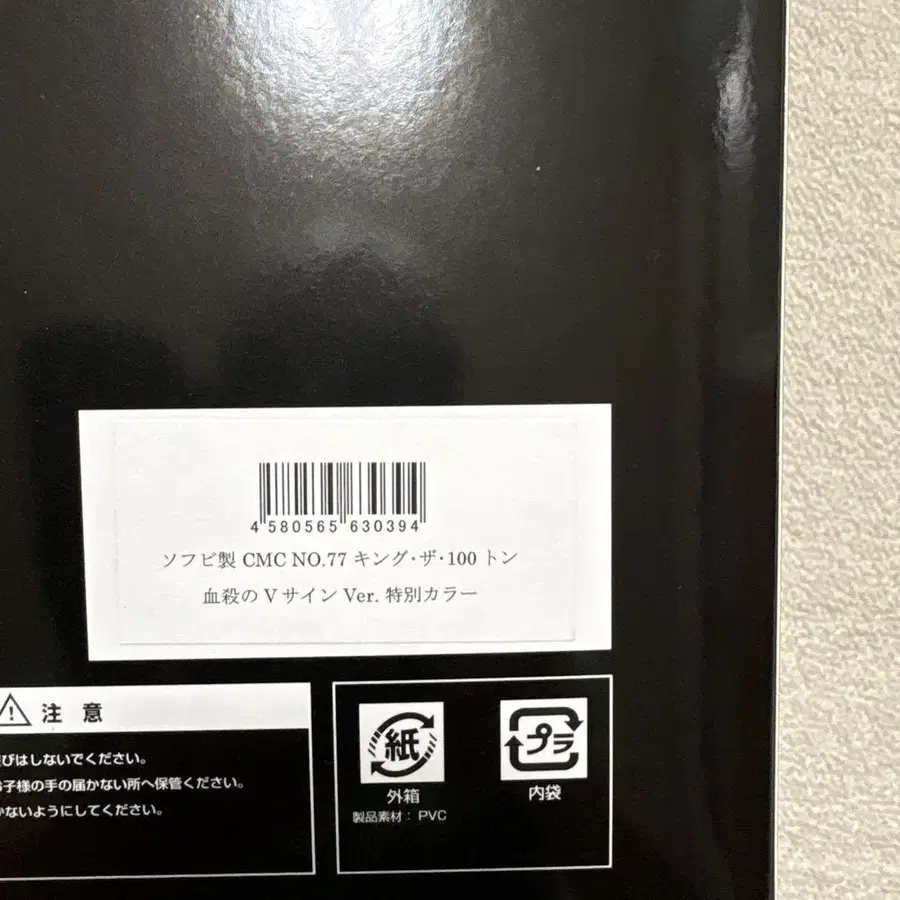 4 580565 630394
ソフビ製 CMC NO.77 キング・ザ・100 トン
血殺の V サイン Ver. 特別カラー
注 意
びはしないでください。
子様の手の届かない所へ保管ください。
ないようにしてください。
紙
外箱
プラ
内袋
製品素材： PVC